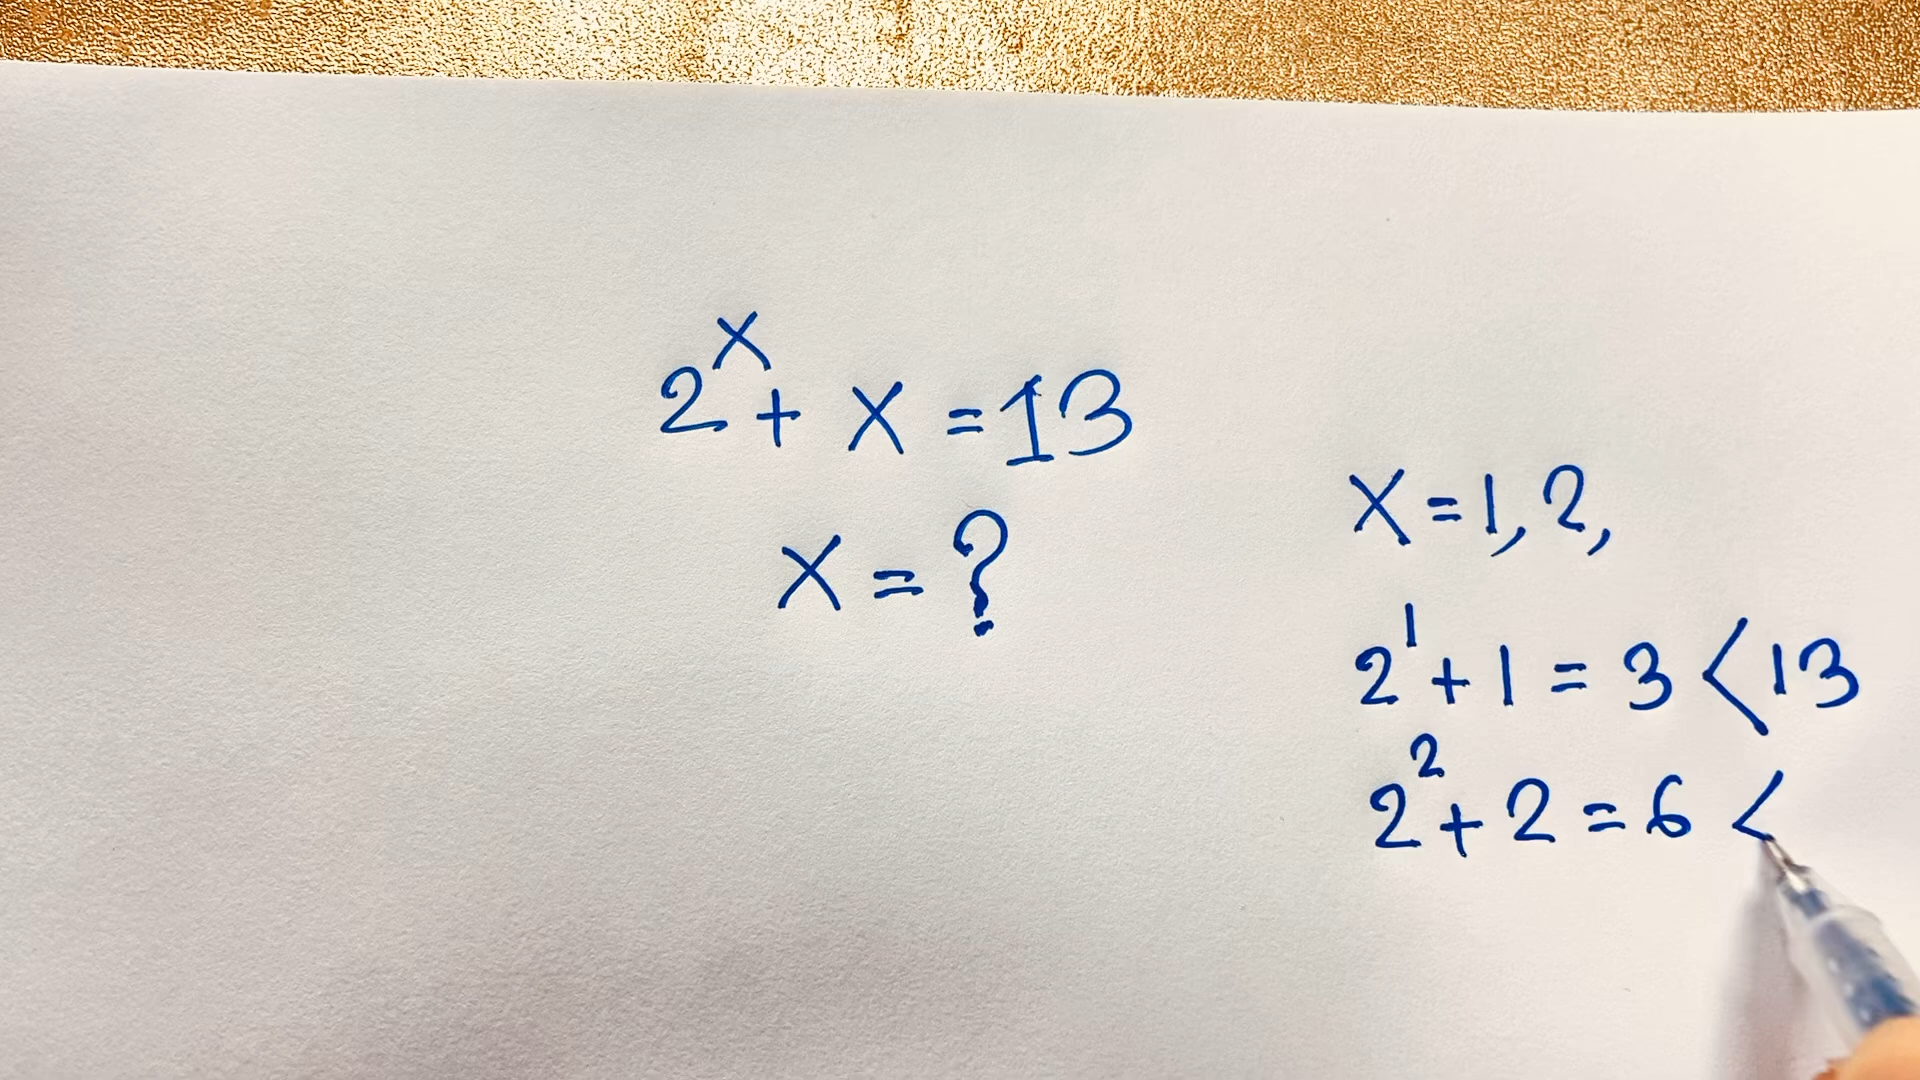 2^x + x = 13
x = ?
x = 1, 2,
2^1 + 1 = 3 < 13
2^2 + 2 = 6 <